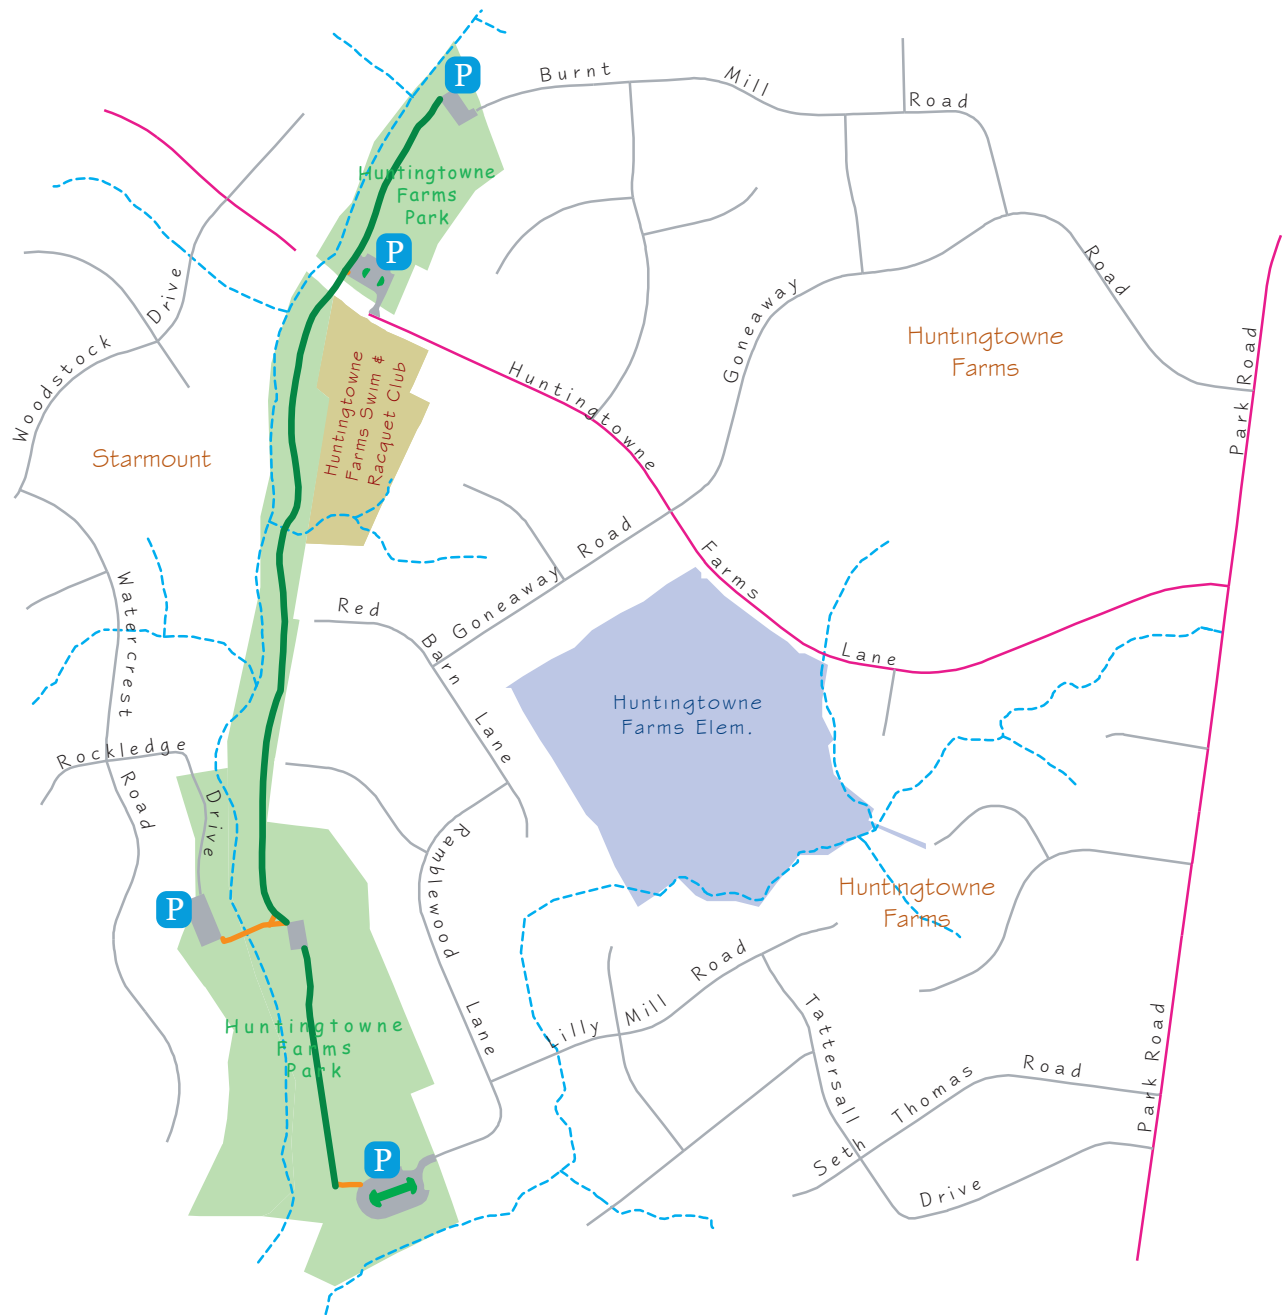 P
Burnt Mill Road
Huntingtowne
Farms
Park
P
Woodstock Drive
Goneaway Road
Huntingtowne
Farms
Park Road
Huntingtowne Farms Lane
Huntingtowne
Farms Swim &
Racquet Club
Starmount
Goneaway Road
Watercrest Road
Red Barn Lane
Huntingtowne
Farms Elem.
Rockledge Drive
Ramblewood Lane
Huntingtowne
Farms
P
Lilly Mill Road
Huntingtowne
Farms
Park
Tattersall Drive
Seth Thomas Road
Park Road
P